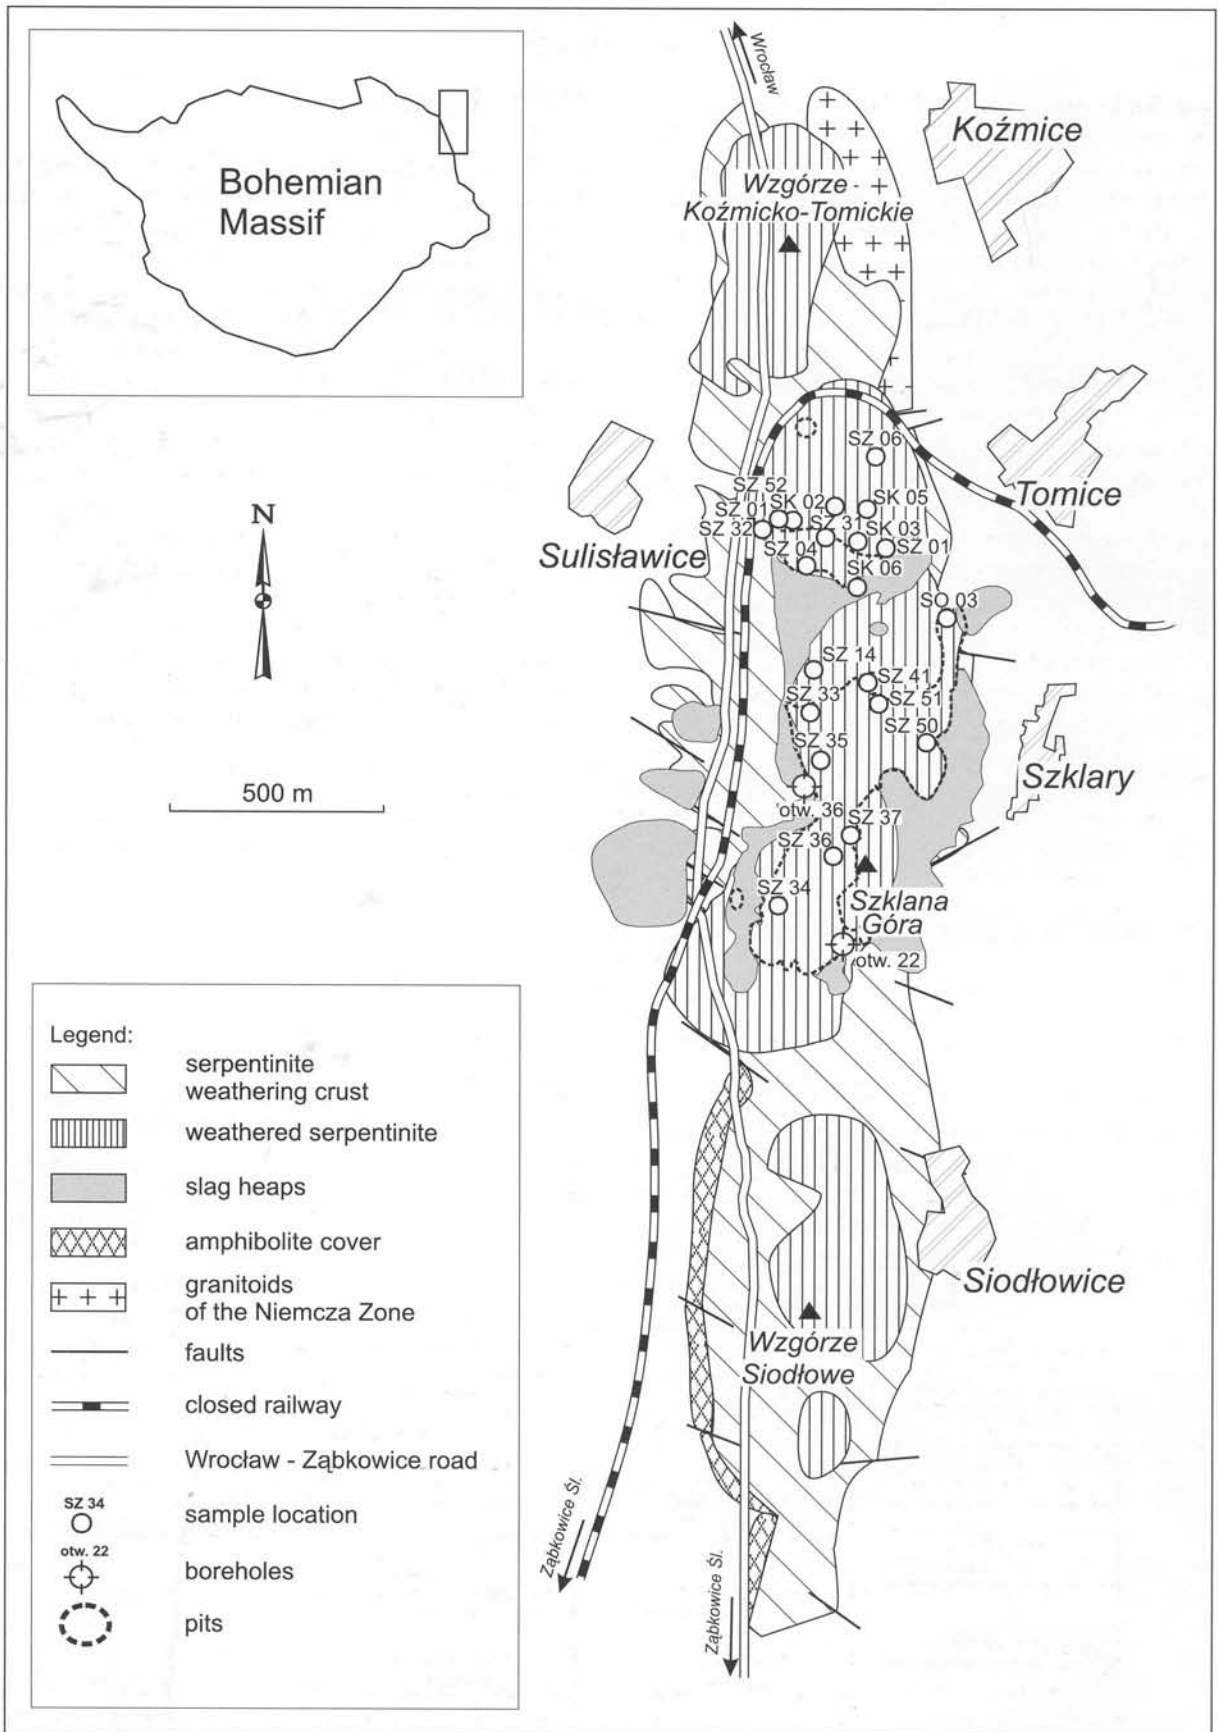 Bohemian
Massif
Wrocław
Koźmice
Wzgórze
Koźmicko-Tomickie
SZ 06
Tomice
SZ 52
SK 02
SK 05
SZ 01
SZ 32
SZ 31
SK 03
SZ 01
SZ 04
SK 06
Sulisławice
N
SO 03
SZ 14
SZ 41
SZ 33
SZ 51
SZ 50
SZ 35
Szklary
500 m
otw. 36
SZ 37
SZ 36
SZ 34
Szklana
Góra
otw. 22
Siodłowice
Wzgórze
Siodłowe
Ząbkowice Śl.
Ząbkowice Śl.
Legend:
serpentinite
weathering crust
weathered serpentinite
slag heaps
amphibolite cover
granitoids
of the Niemcza Zone
faults
closed railway
Wrocław - Ząbkowice road
SZ 34
sample location
otw. 22
boreholes
pits